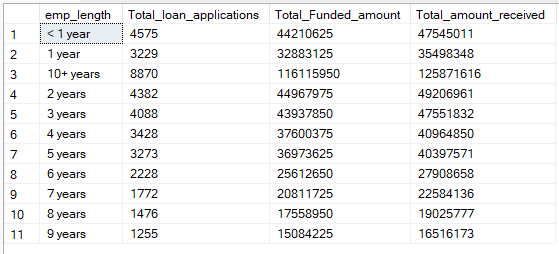 emp_length Total_loan_applications Total_Funded_amount Total_amount_received
1 < 1 year 4575 44210625 47545011
2 1 year 3229 32883125 35498348
3 10+ years 8870 116115950 125871616
4 2 years 4382 44967975 49206961
5 3 years 4088 43937850 47551832
6 4 years 3428 37600375 40964850
7 5 years 3273 36973625 40397571
8 6 years 2228 25612650 27908658
9 7 years 1772 20811725 22584136
10 8 years 1476 17558950 19025777
11 9 years 1255 15084225 16516173